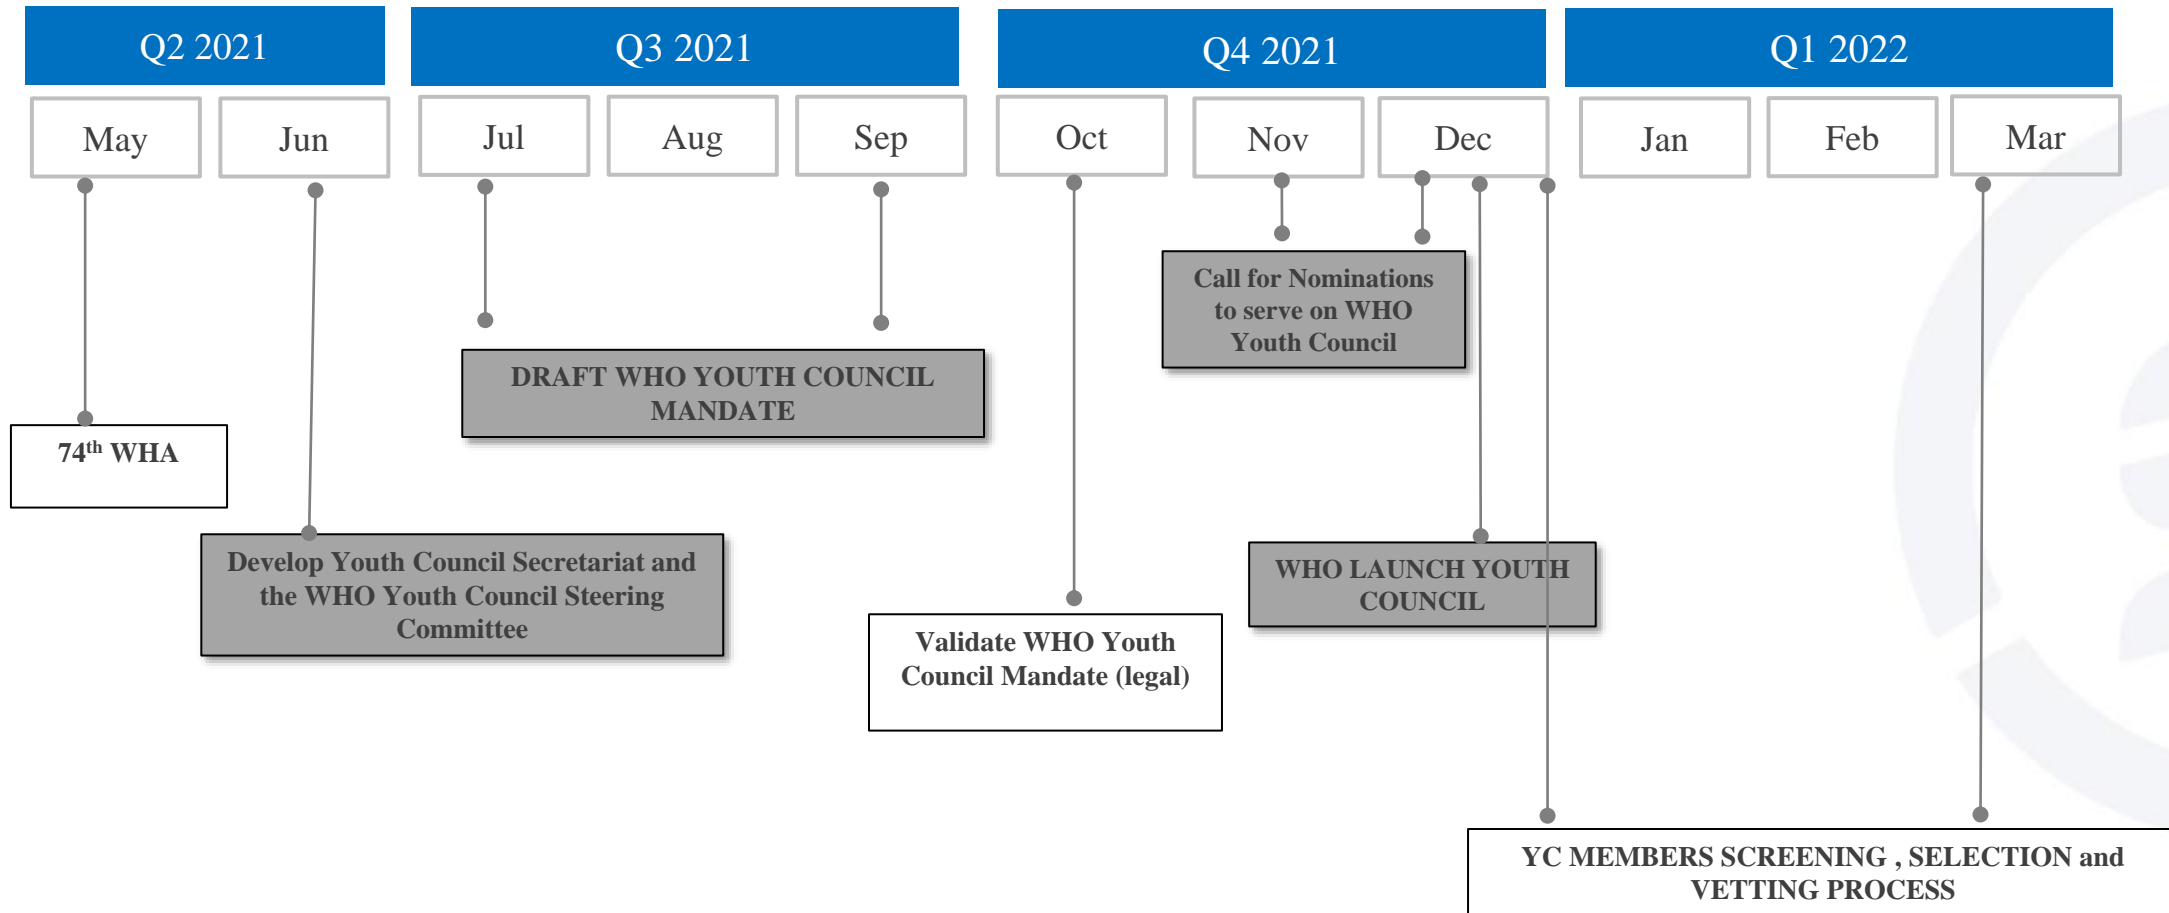 Q2 2021
Q3 2021
Q4 2021
Q1 2022
May
Jun
Jul
Aug
Sep
Oct
Nov
Dec
Jan
Feb
Mar
Call for Nominations
to serve on WHO
Youth Council
DRAFT WHO YOUTH COUNCIL
MANDATE
74th WHA
Develop Youth Council Secretariat and
the WHO Youth Council Steering
Committee
WHO LAUNCH YOUTH
COUNCIL
Validate WHO Youth
Council Mandate (legal)
YC MEMBERS SCREENING , SELECTION and
VETTING PROCESS